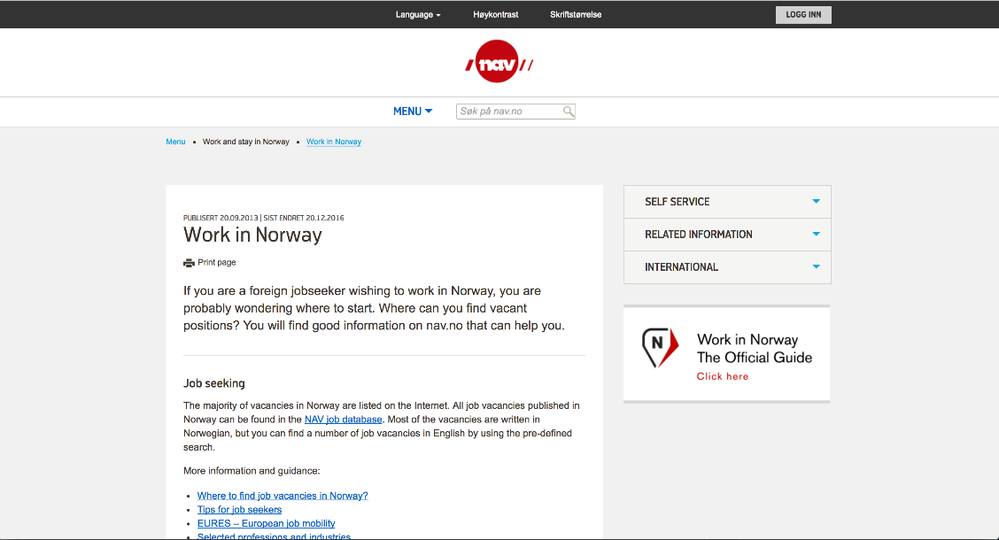 Language
Høykontrast
Skriftstørrelse
LOGG INN
nav
MENU
Søk på nav.no
Menu • Work and stay in Norway • Work in Norway
PUBLISERT 20.09.2013 | SIST ENDRET 20.12.2016
Work in Norway
Print page
If you are a foreign jobseeker wishing to work in Norway, you are
probably wondering where to start. Where can you find vacant
positions? You will find good information on nav.no that can help you.
Job seeking
The majority of vacancies in Norway are listed on the Internet. All job vacancies published in
Norway can be found in the NAV job database. Most of the vacancies are written in
Norwegian, but you can find a number of job vacancies in English by using the pre-defined
search.
More information and guidance:
• Where to find job vacancies in Norway?
• Tips for job seekers
• EURES – European job mobility
• Selected professions and industries
SELF SERVICE
RELATED INFORMATION
INTERNATIONAL
N
Work in Norway
The Official Guide
Click here